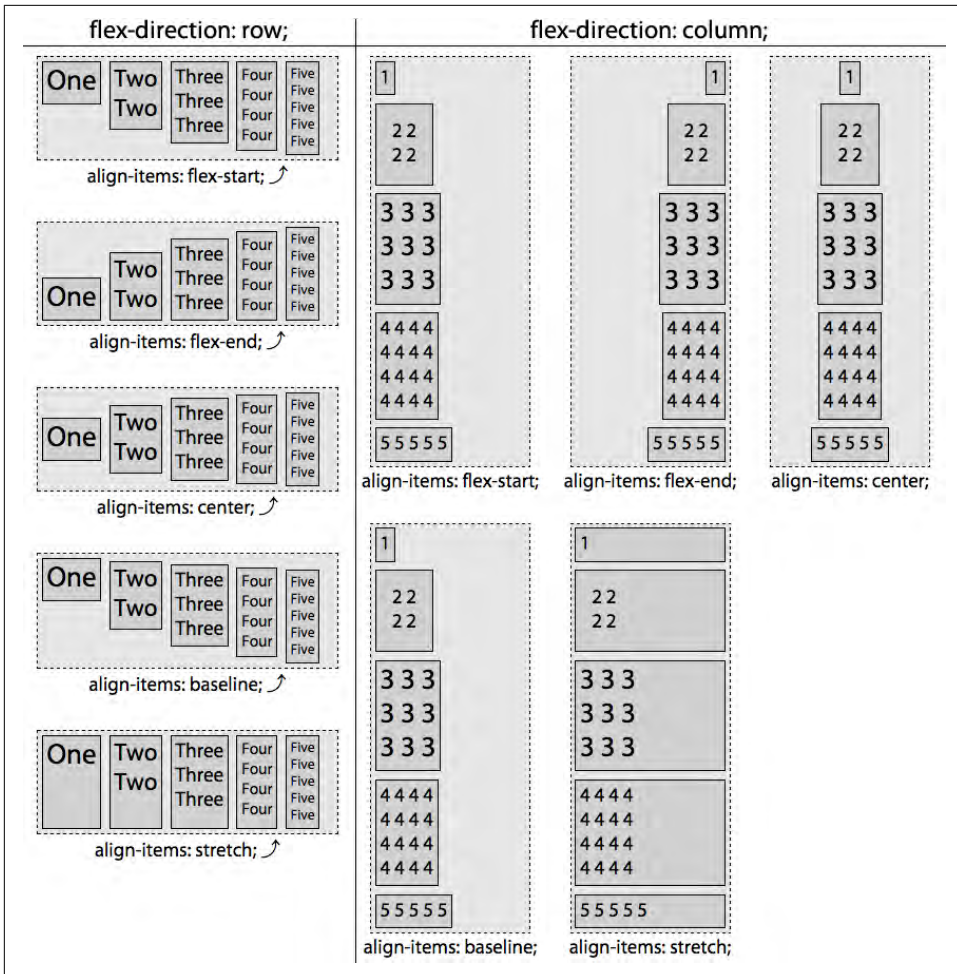 flex-direction: row;
flex-direction: column;
One Two Three Four Five
Two Three Four Five
Three Four Five
Four Five
Five
align-items: flex-start;
Five
Four Five
Three Four Five
Two Three Four Five
One Two Three Four Five
align-items: flex-end;
Five
Four Five
Three Four Five
Two Three Four Five
One Two Three Four Five
align-items: center;
One Two Three Four Five
Two Three Four Five
Three Four Five
Four Five
Five
align-items: baseline;
One Two Three Four Five
Two Three Four Five
Three Four Five
Four Five
Five
align-items: stretch;
1
2 2
2 2
3 3 3
3 3 3
3 3 3
4 4 4 4
4 4 4 4
4 4 4 4
4 4 4 4
5 5 5 5 5
align-items: flex-start;
1
2 2
2 2
3 3 3
3 3 3
3 3 3
4 4 4 4
4 4 4 4
4 4 4 4
4 4 4 4
5 5 5 5 5
align-items: flex-end;
1
2 2
2 2
3 3 3
3 3 3
3 3 3
4 4 4 4
4 4 4 4
4 4 4 4
4 4 4 4
5 5 5 5 5
align-items: center;
1
2 2
2 2
3 3 3
3 3 3
3 3 3
4 4 4 4
4 4 4 4
4 4 4 4
4 4 4 4
5 5 5 5 5
align-items: baseline;
1
2 2
2 2
3 3 3
3 3 3
3 3 3
4 4 4 4
4 4 4 4
4 4 4 4
4 4 4 4
5 5 5 5 5
align-items: stretch;